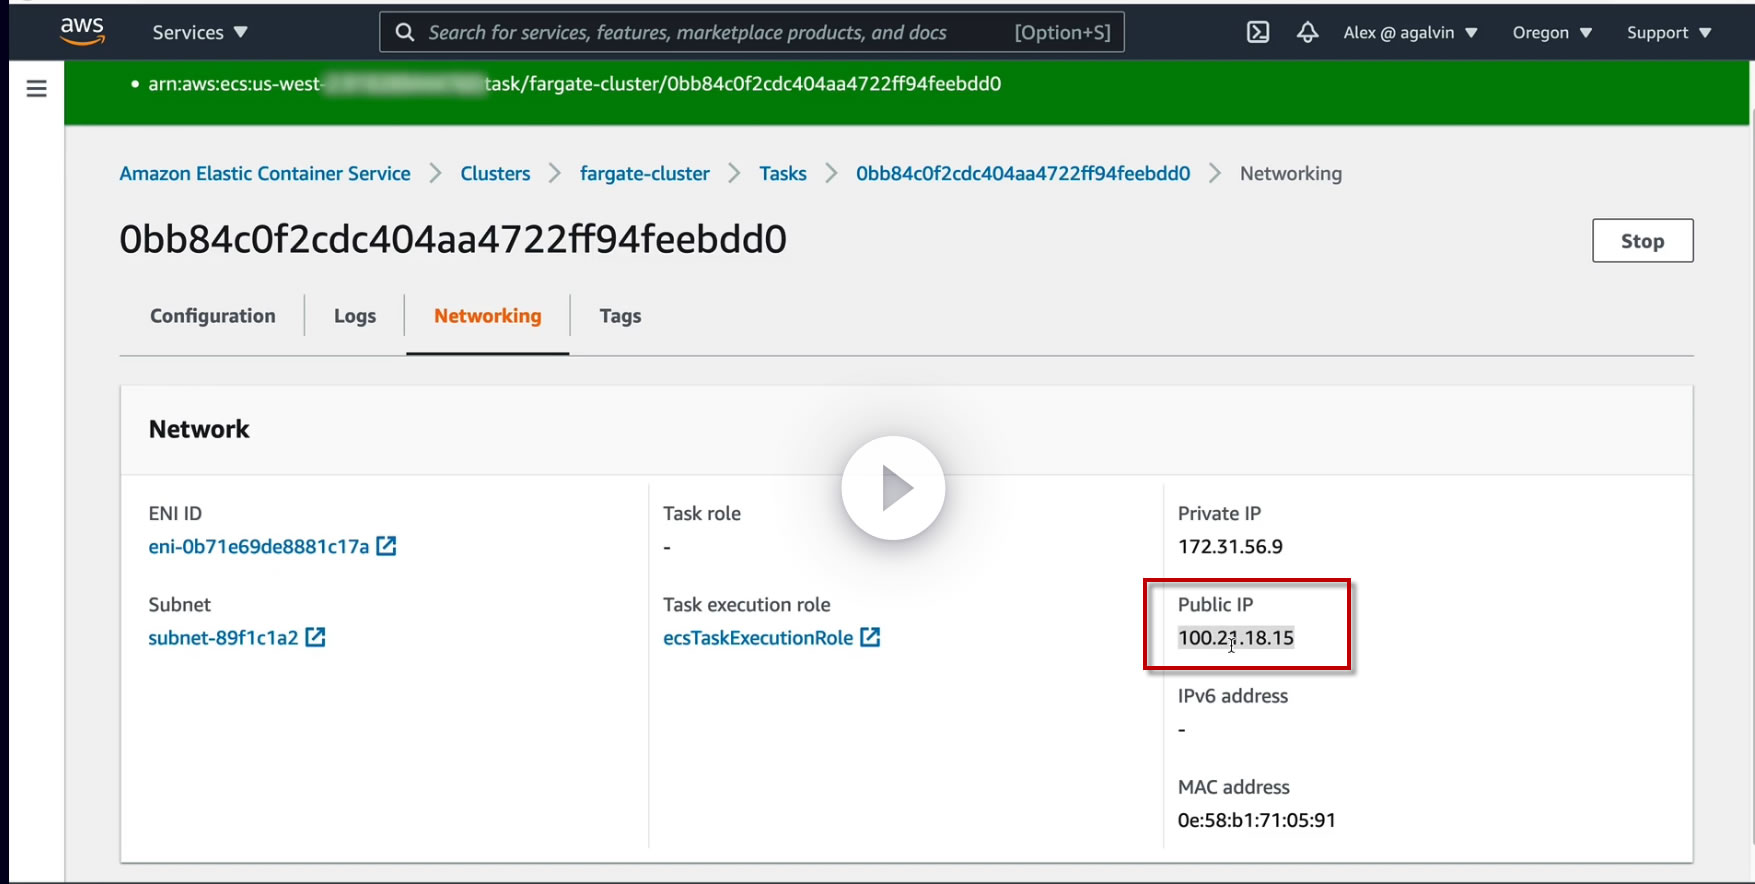 aws Services Search for services, features, marketplace products, and docs [Option+S] Alex @ agalvin Oregon Support
• arn:aws:ecs:us-west- task/fargate-cluster/0bb84c0f2cdc404aa4722ff94feebdd0
Amazon Elastic Container Service > Clusters > fargate-cluster > Tasks > 0bb84c0f2cdc404aa4722ff94feebdd0 > Networking
0bb84c0f2cdc404aa4722ff94feebdd0
Stop
Configuration Logs Networking Tags
Network
ENI ID
eni-0b71e69de8881c17a
Subnet
subnet-89f1c1a2
Task role
-
Task execution role
ecsTaskExecutionRole
Private IP
172.31.56.9
Public IP
100.21.18.15
IPv6 address
-
MAC address
0e:58:b1:71:05:91